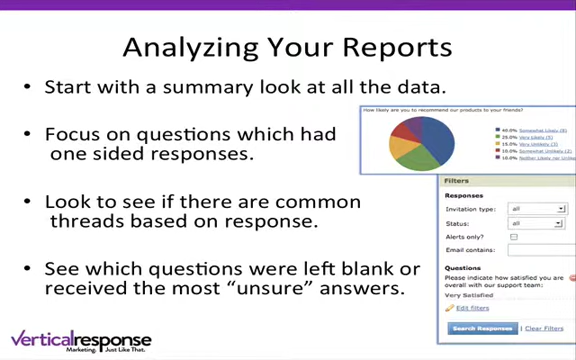 Analyzing Your Reports
• Start with a summary look at all the data.
• Focus on questions which had
one sided responses.
• Look to see if there are common
threads based on response.
• See which questions were left blank or
received the most “unsure” answers.
How likely are you to recommend our products to your friends?
40.0% Somewhat Likely (8)
25.0% Very Likely (5)
15.0% Very Unlikely (3)
10.0% Somewhat Unlikely (2)
10.0% Neither Likely nor Unlikely
Filters
Responses
Invitation type: all
Status: all
Alerts only?
Email contains:
Questions
Please indicate how satisfied you are
overall with our support team:
Very Satisfied
Edit filters
Search Responses | Clear Filters
verticalresponse
Marketing. Just Like That.